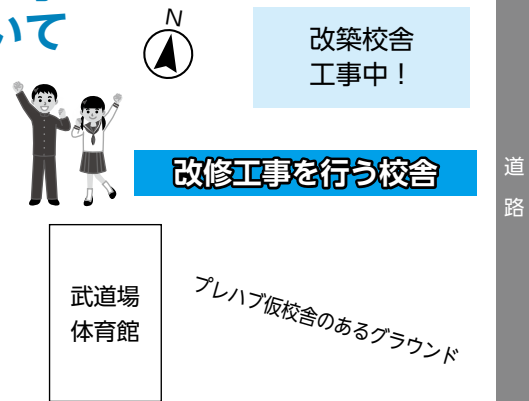 いて
N
改築校舎
工事中！
改修工事を行う校舎
道路
武道場
体育館
プレハブ仮校舎のあるグラウンド